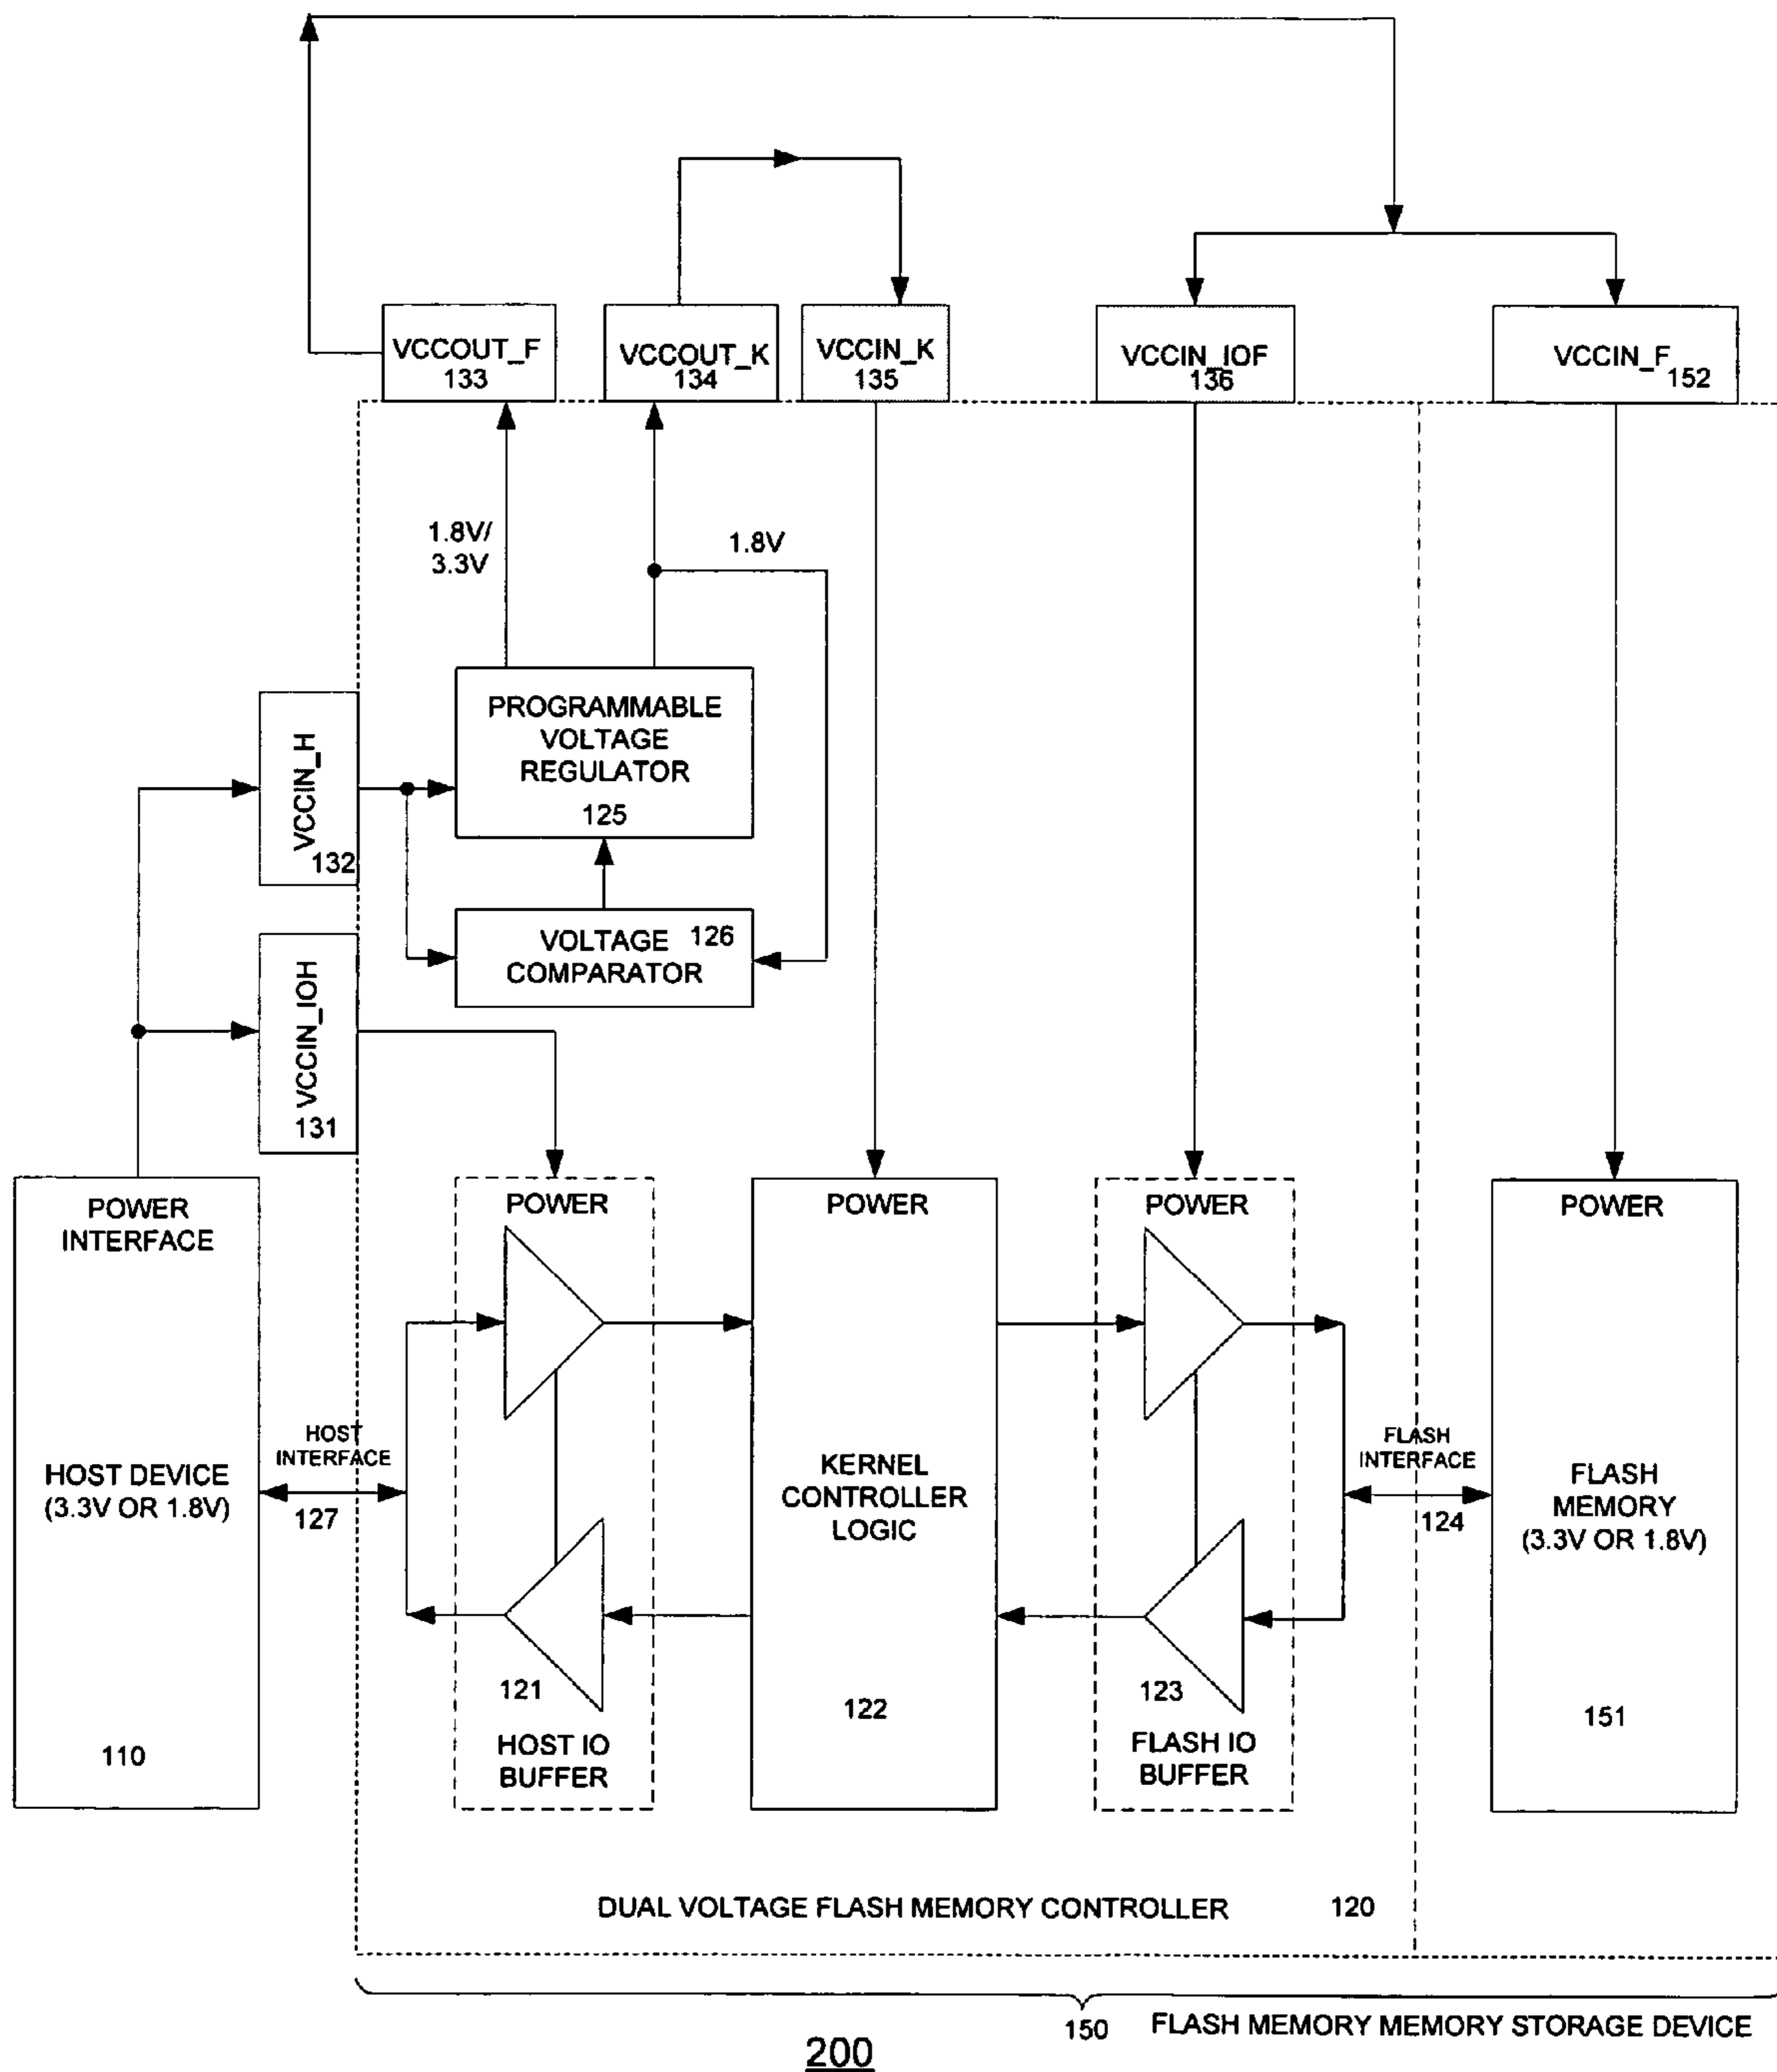 VCCOUT_F
133
VCCOUT_K
134
VCCIN_K
135
VCCIN_IOF
136
VCCIN_F
152
1.8V/
3.3V
1.8V
PROGRAMMABLE
VOLTAGE
REGULATOR
125
VCCIN_H
132
VOLTAGE
COMPARATOR
126
VCCIN_IOH
131
POWER
INTERFACE
POWER
POWER
POWER
POWER
HOST
INTERFACE
127
HOST DEVICE
(3.3V OR 1.8V)
KERNEL
CONTROLLER
LOGIC
FLASH
INTERFACE
124
FLASH
MEMORY
(3.3V OR 1.8V)
110
121
HOST IO
BUFFER
122
123
FLASH IO
BUFFER
151
DUAL VOLTAGE FLASH MEMORY CONTROLLER 120
150 FLASH MEMORY MEMORY STORAGE DEVICE
200